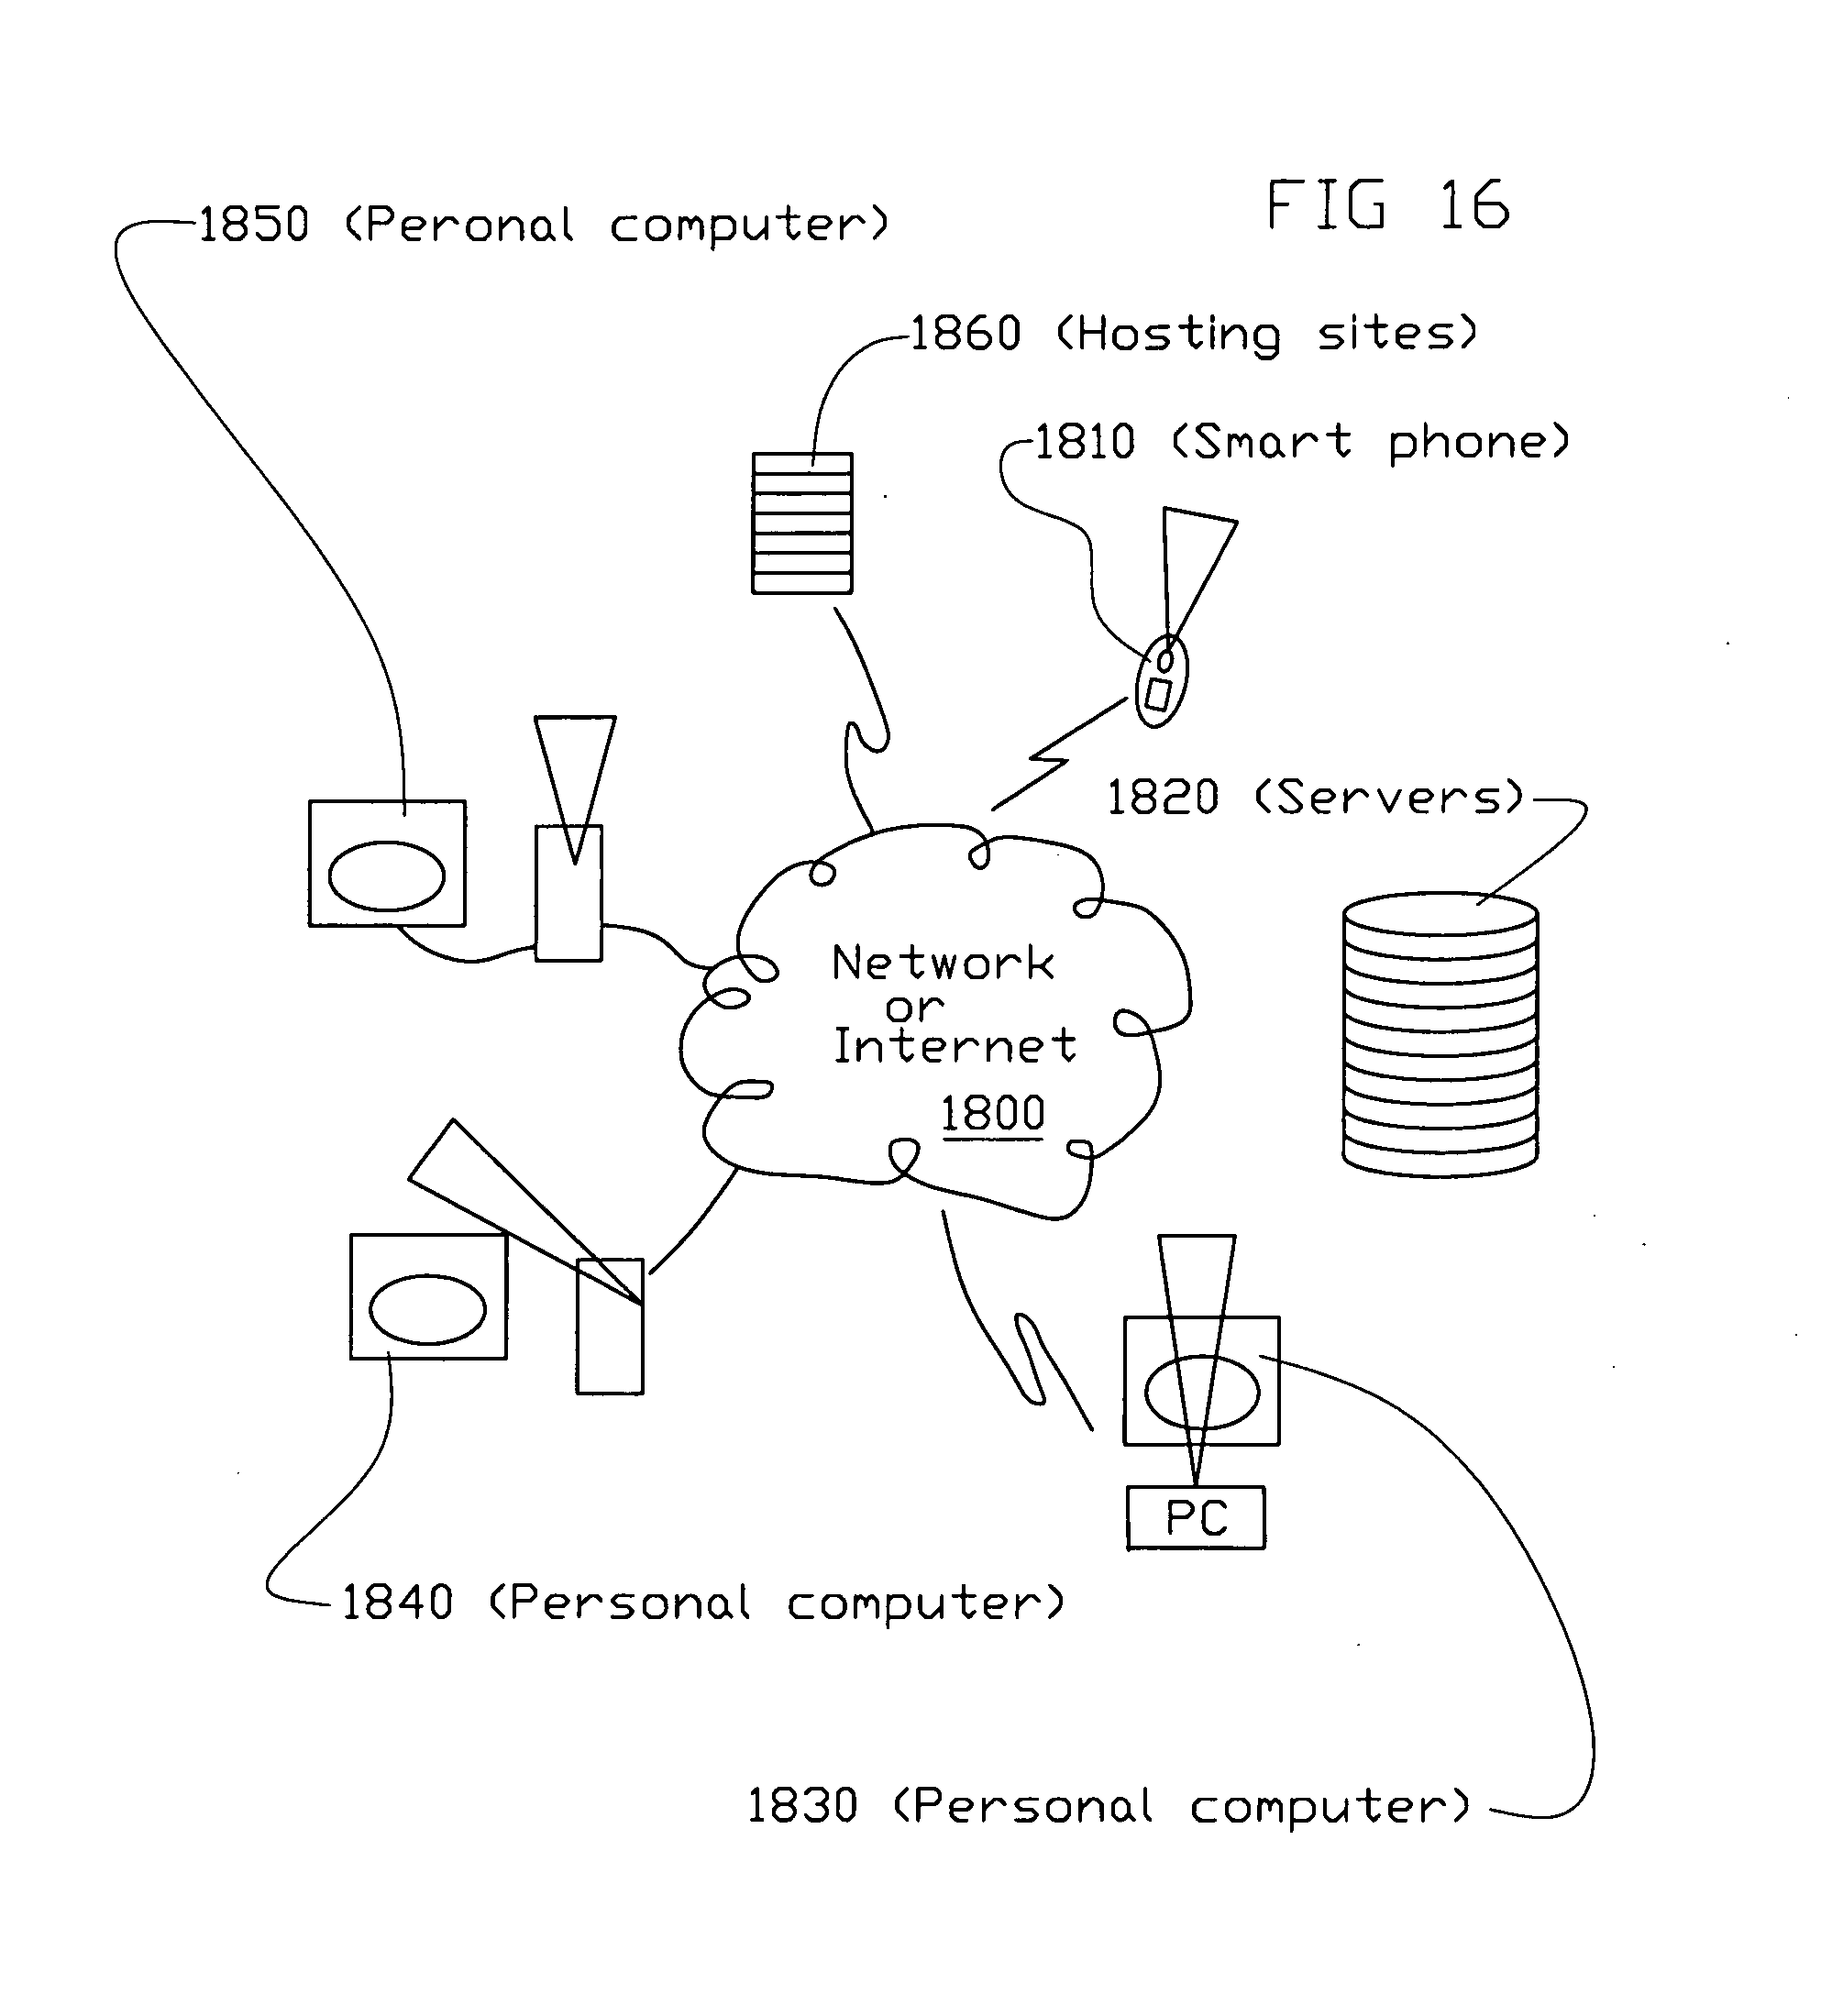 FIG 16
1850 (Peronal computer)
1860 (Hosting sites)
1810 (Smart phone)
1820 (Servers)
Network
or
Internet
1800
PC
1840 (Personal computer)
1830 (Personal computer)